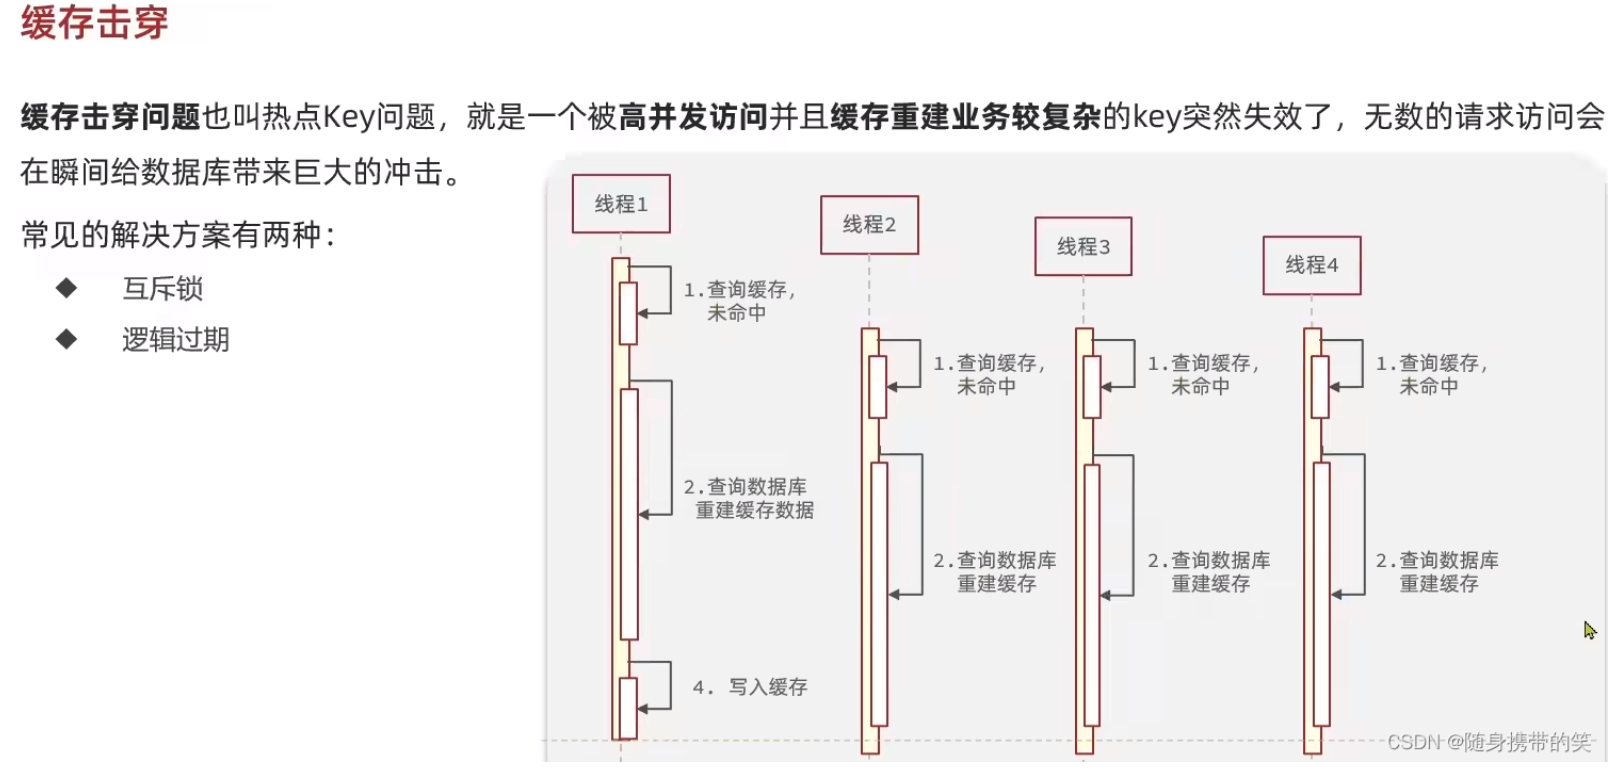 缓存击穿
缓存击穿问题也叫热点Key问题，就是一个被高并发访问并且缓存重建业务较复杂的key突然失效了，无数的请求访问会
在瞬间给数据库带来巨大的冲击。
常见的解决方案有两种：
互斥锁
逻辑过期
线程1
1.查询缓存，
未命中
2.查询数据库
重建缓存数据
4. 写入缓存
线程2
1.查询缓存，
未命中
2.查询数据库
重建缓存
线程3
1.查询缓存，
未命中
2.查询数据库
重建缓存
线程4
1.查询缓存，
未命中
2.查询数据库
重建缓存
CSDN @随身携带的笑